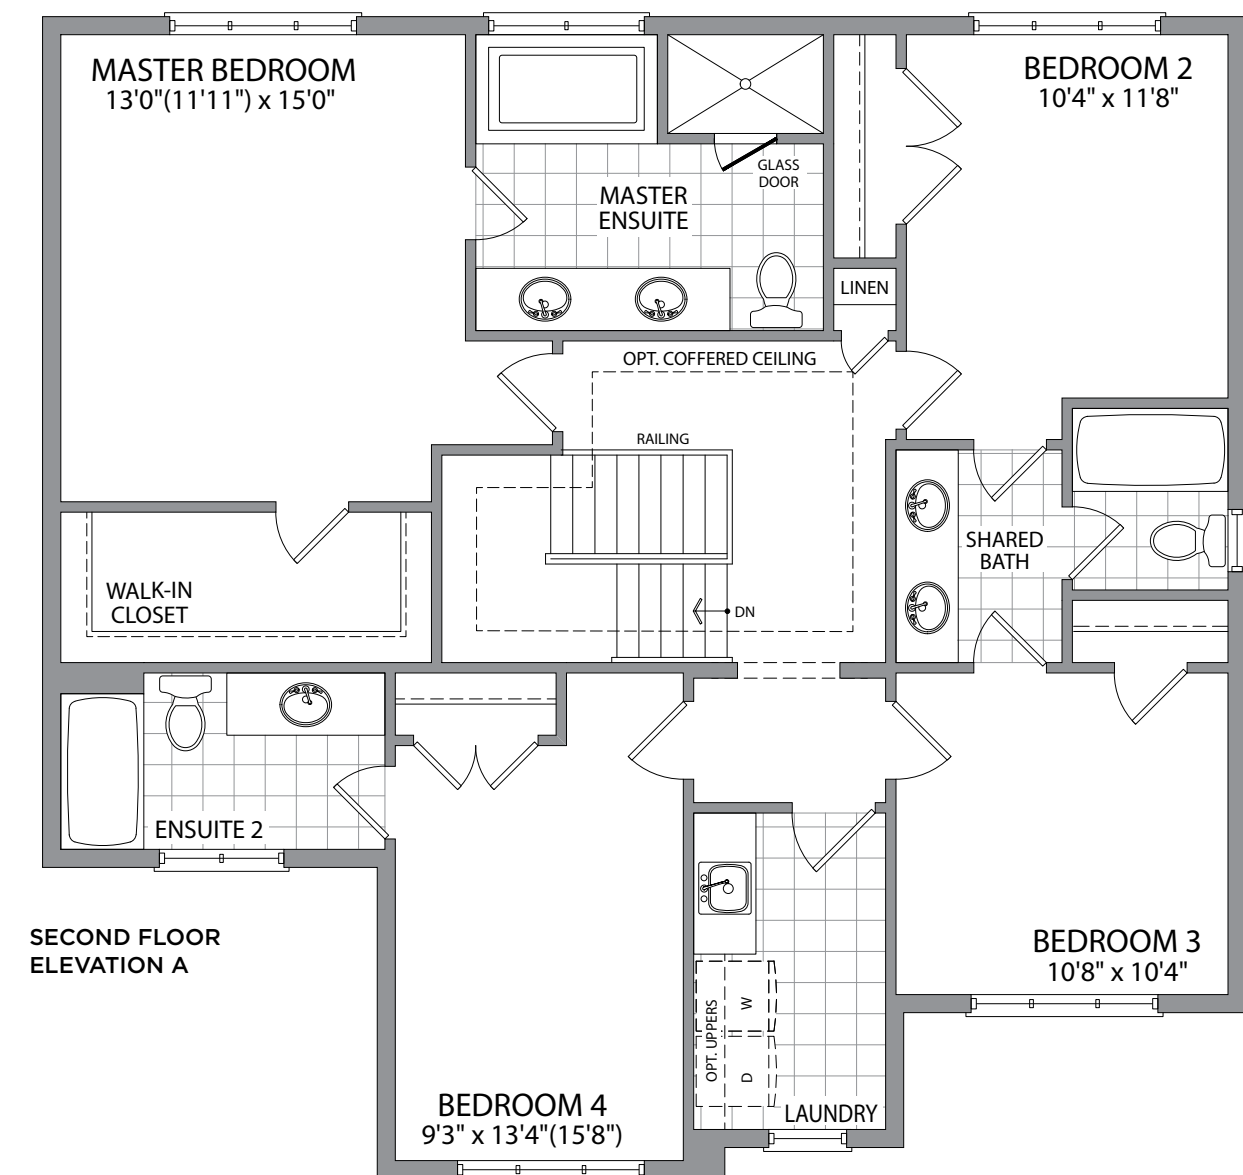 MASTER BEDROOM
13'0"(11'11") x 15'0"
BEDROOM 2
10'4" x 11'8"
GLASS
DOOR
MASTER
ENSUITE
LINEN
OPT. COFFERED CEILING
RAILING
SHARED
BATH
WALK-IN
CLOSET
DN
ENSUITE 2
SECOND FLOOR
ELEVATION A
BEDROOM 3
10'8" x 10'4"
OPT. UPPERS
W
D
BEDROOM 4
9'3" x 13'4"(15'8")
LAUNDRY